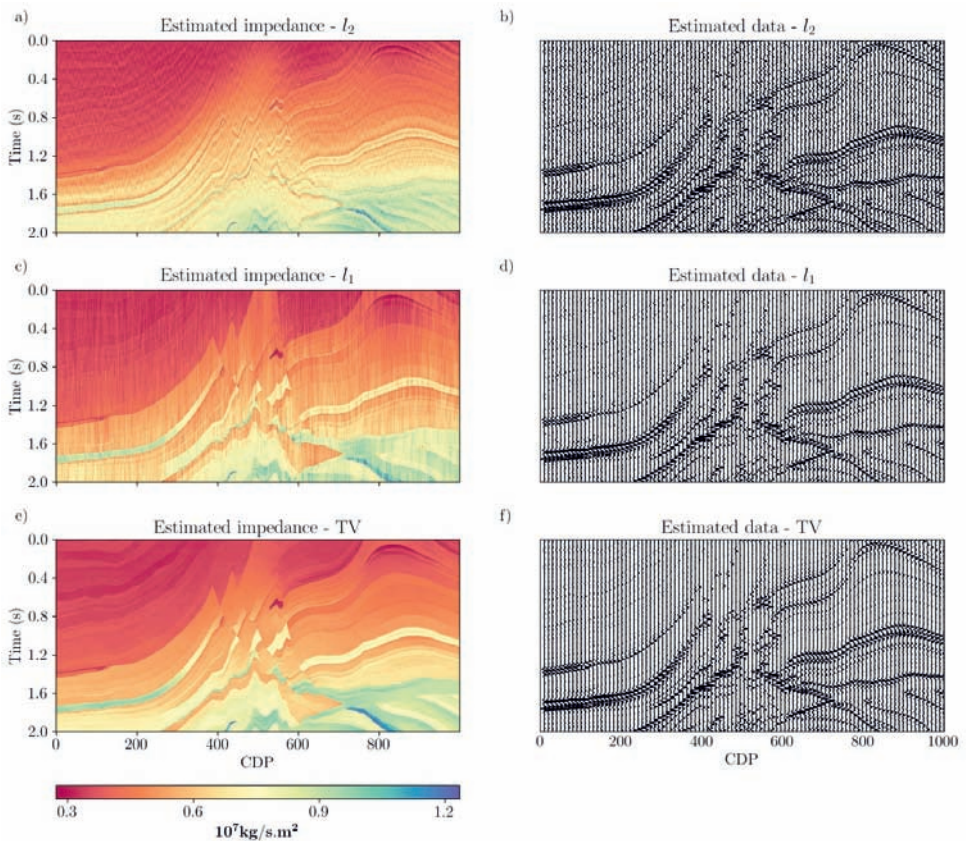 a)
Estimated impedance - l₂
0.0
0.4
0.8
1.2
1.6
2.0
Time (s)
b)
Estimated data - l₂
c)
Estimated impedance - l₁
0.0
0.4
0.8
1.2
1.6
2.0
Time (s)
d)
Estimated data - l₁
e)
Estimated impedance - TV
0.0
0.4
0.8
1.2
1.6
2.0
Time (s)
0 200 400 600 800
CDP
f)
Estimated data - TV
0 200 400 600 800 1000
CDP
0.3 0.6 0.9 1.2
10⁷kg/s.m²